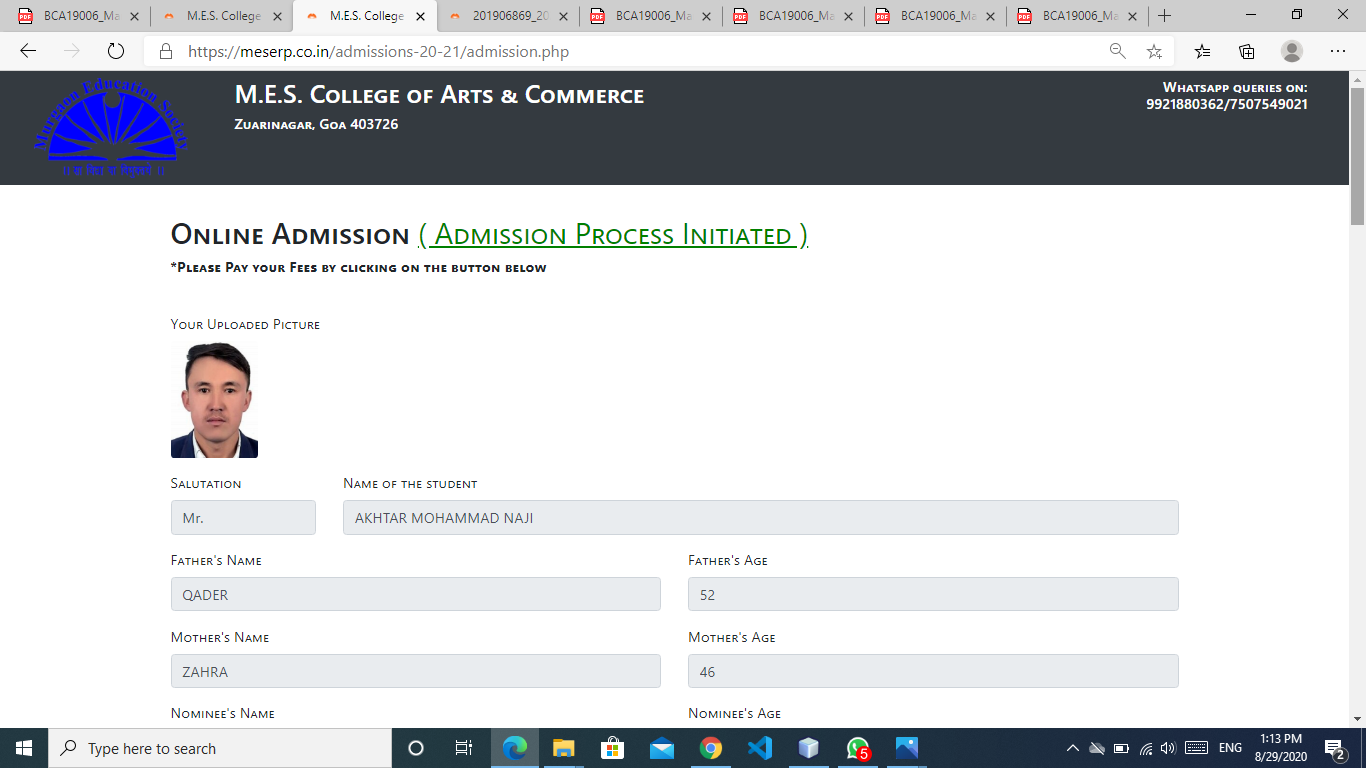 BCA19006_Ma
M.E.S. College
M.E.S. College
201906869_20
BCA19006_Ma
BCA19006_Ma
BCA19006_Ma
BCA19006_Ma
https://meserp.co.in/admissions-20-21/admission.php
Murgaon Education Society
M.E.S. College of Arts & Commerce
Zuarinagar, Goa 403726
Whatsapp queries on:
9921880362/7507549021
Online Admission ( Admission Process Initiated )
*Please Pay your Fees by clicking on the button below
Your Uploaded Picture
Salutation
Name of the student
Mr.
AKHTAR MOHAMMAD NAJI
Father's Name
Father's Age
QADER
52
Mother's Name
Mother's Age
ZAHRA
46
Nominee's Name
Nominee's Age
Type here to search
5
ENG
1:13 PM
8/29/2020
2